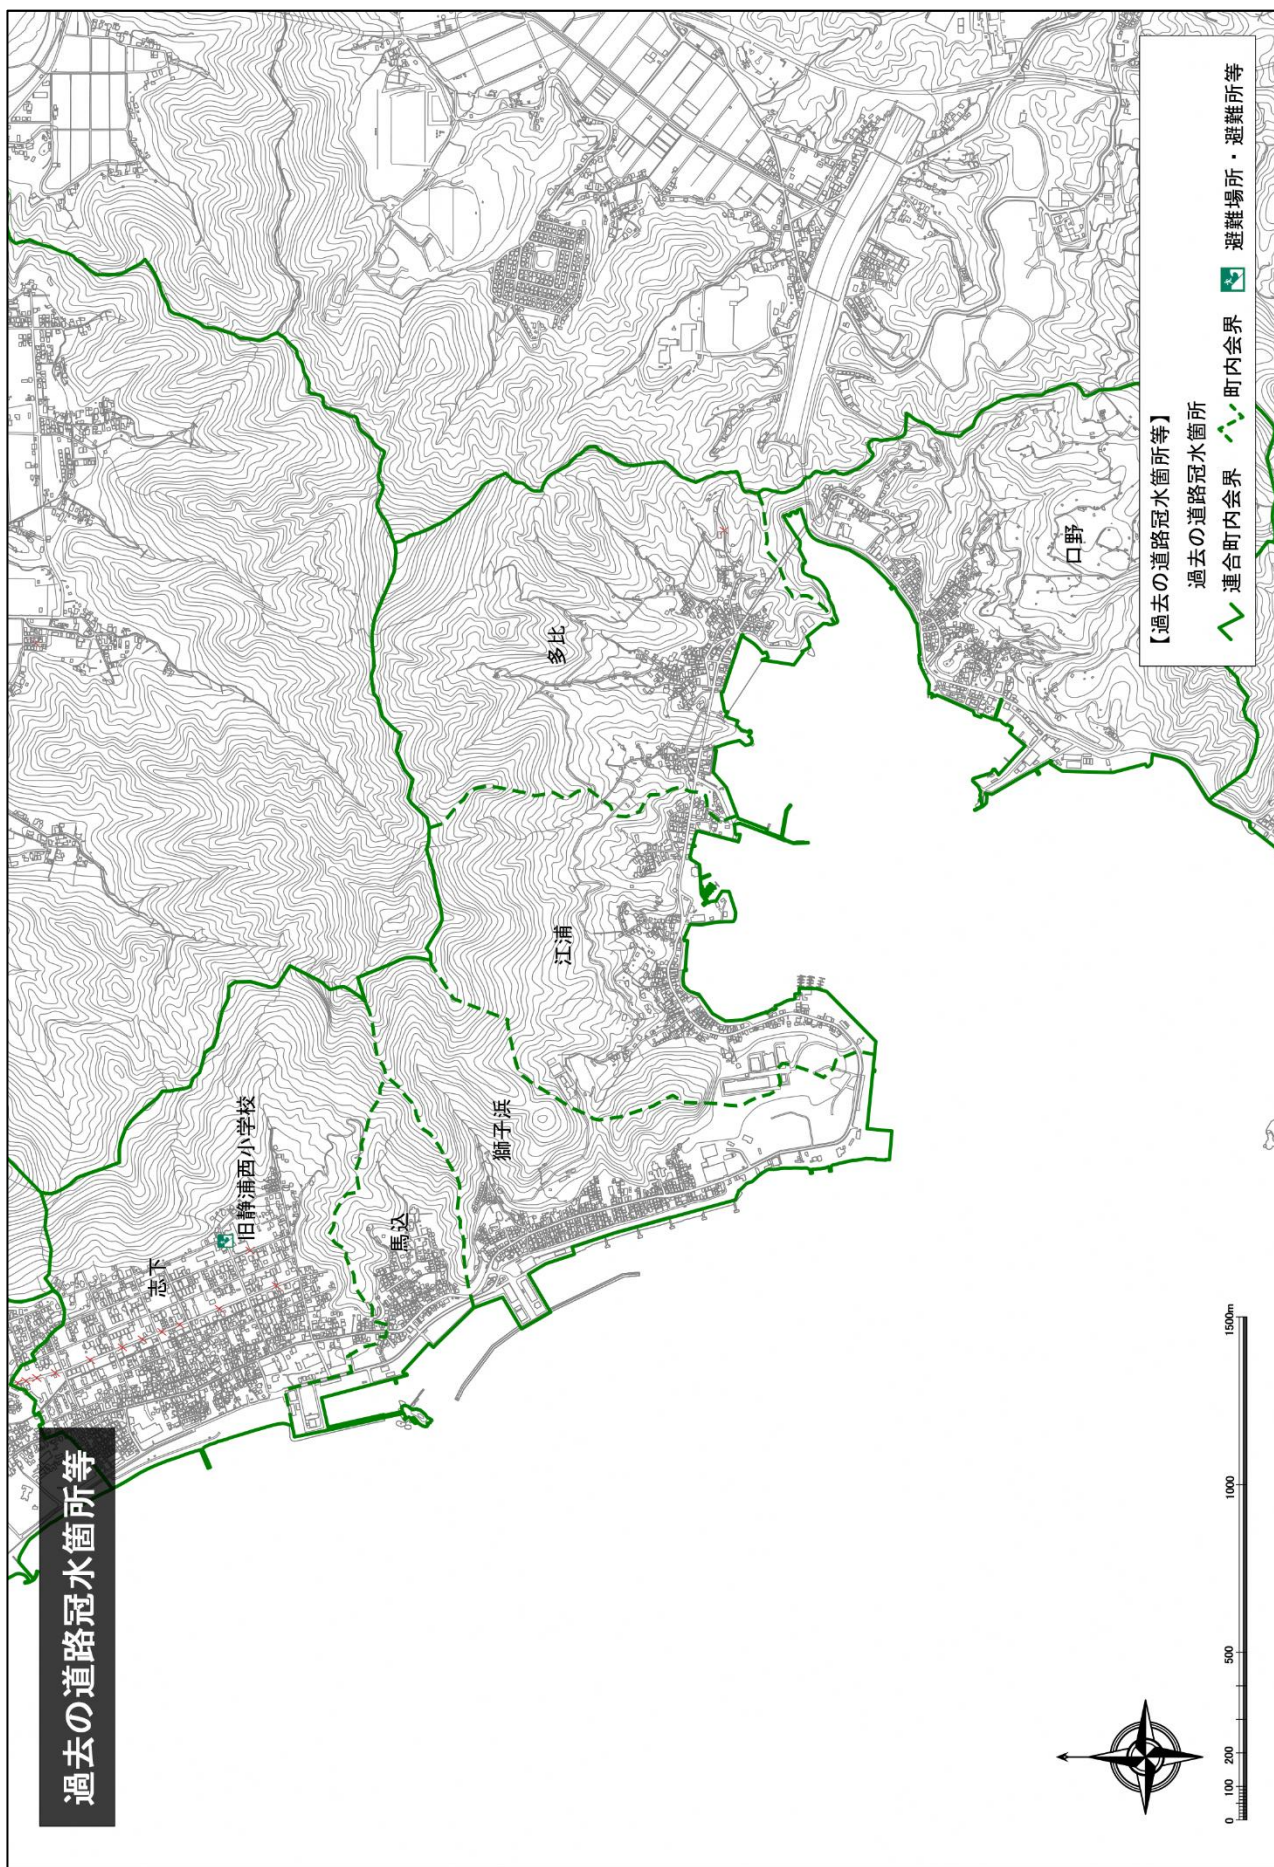 過去の道路冠水箇所等
志下
旧静浦西小学校
馬込
獅子浜
江浦
多比
口野
【過去の道路冠水箇所等】
過去の道路冠水箇所
連合町内会界 町内会界 避難場所・避難所等
0 100 200 500 1000 1500m